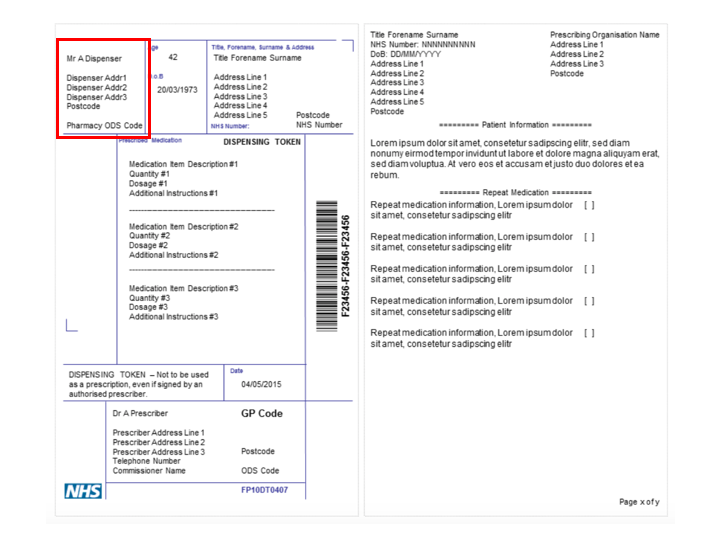 Mr A Dispenser
Dispenser Addr1
Dispenser Addr2
Dispenser Addr3
Postcode
Pharmacy ODS Code
42
D.o.B
20/03/1973
Title, Forename, Surname & Address
Title Forename Surname
Address Line 1
Address Line 2
Address Line 3
Address Line 4
Address Line 5
Postcode
NHS Number:
NHS Number
Prescribed Medication
DISPENSING TOKEN
Medication Item Description #1
Quantity #1
Dosage #1
Additional Instructions #1
Medication Item Description #2
Quantity #2
Dosage #2
Additional Instructions #2
Medication Item Description #3
Quantity #3
Dosage #3
Additional Instructions #3
F23456-F23456-F23456
DISPENSING TOKEN – Not to be used
as a prescription, even if signed by an
authorised prescriber.
Date
04/05/2015
Dr A Prescriber
GP Code
Prescriber Address Line 1
Prescriber Address Line 2
Prescriber Address Line 3
Postcode
Telephone Number
Commissioner Name
ODS Code
NHS
FP10DT0407
Title Forename Surname
NHS Number: NNNNNNNNNN
DoB: DD/MM/YYYY
Address Line 1
Address Line 2
Address Line 3
Address Line 4
Address Line 5
Postcode
Prescribing Organisation Name
Address Line 1
Address Line 2
Address Line 3
Postcode
========= Patient Information =========
Lorem ipsum dolor sit amet, consetetur sadipscing elitr, sed diam
nonumy eirmod tempor invidunt ut labore et dolore magna aliquyam erat,
sed diam voluptua. At vero eos et accusam et justo duo dolores et ea
rebum.
========= Repeat Medication =========
Repeat medication information, Lorem ipsum dolor [ ]
sit amet, consetetur sadipscing elitr
Repeat medication information, Lorem ipsum dolor [ ]
sit amet, consetetur sadipscing elitr
Repeat medication information, Lorem ipsum dolor [ ]
sit amet, consetetur sadipscing elitr
Repeat medication information, Lorem ipsum dolor [ ]
sit amet, consetetur sadipscing elitr
Repeat medication information, Lorem ipsum dolor [ ]
sit amet, consetetur sadipscing elitr
Page x of y